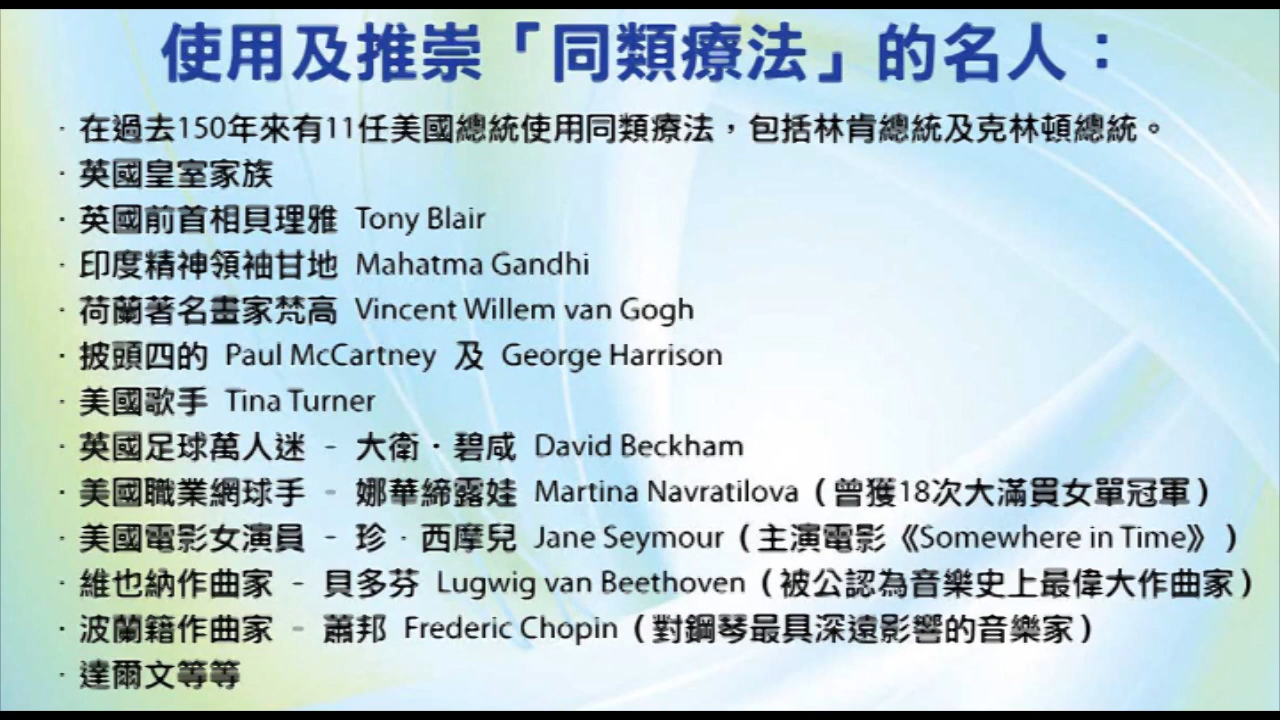 使用及推崇「同類療法」的名人：
· 在過去150年來有11任美國總統使用同類療法，包括林肯總統及克林頓總統。
· 英國皇室家族
· 英國前首相貝理雅 Tony Blair
· 印度精神領袖甘地 Mahatma Gandhi
· 荷蘭著名畫家梵高 Vincent Willem van Gogh
· 披頭四的 Paul McCartney 及 George Harrison
· 美國歌手 Tina Turner
· 英國足球萬人迷 - 大衛·碧咸 David Beckham
· 美國職業網球手 - 娜華締露娃 Martina Navratilova（曾獲18次大滿貫女單冠軍）
· 美國電影女演員 - 珍·西摩兒 Jane Seymour（主演電影《Somewhere in Time》）
· 維也納作曲家 - 貝多芬 Lugwig van Beethoven（被公認為音樂史上最偉大作曲家）
· 波蘭籍作曲家 - 蕭邦 Frederic Chopin（對鋼琴最具深遠影響的音樂家）
· 達爾文等等